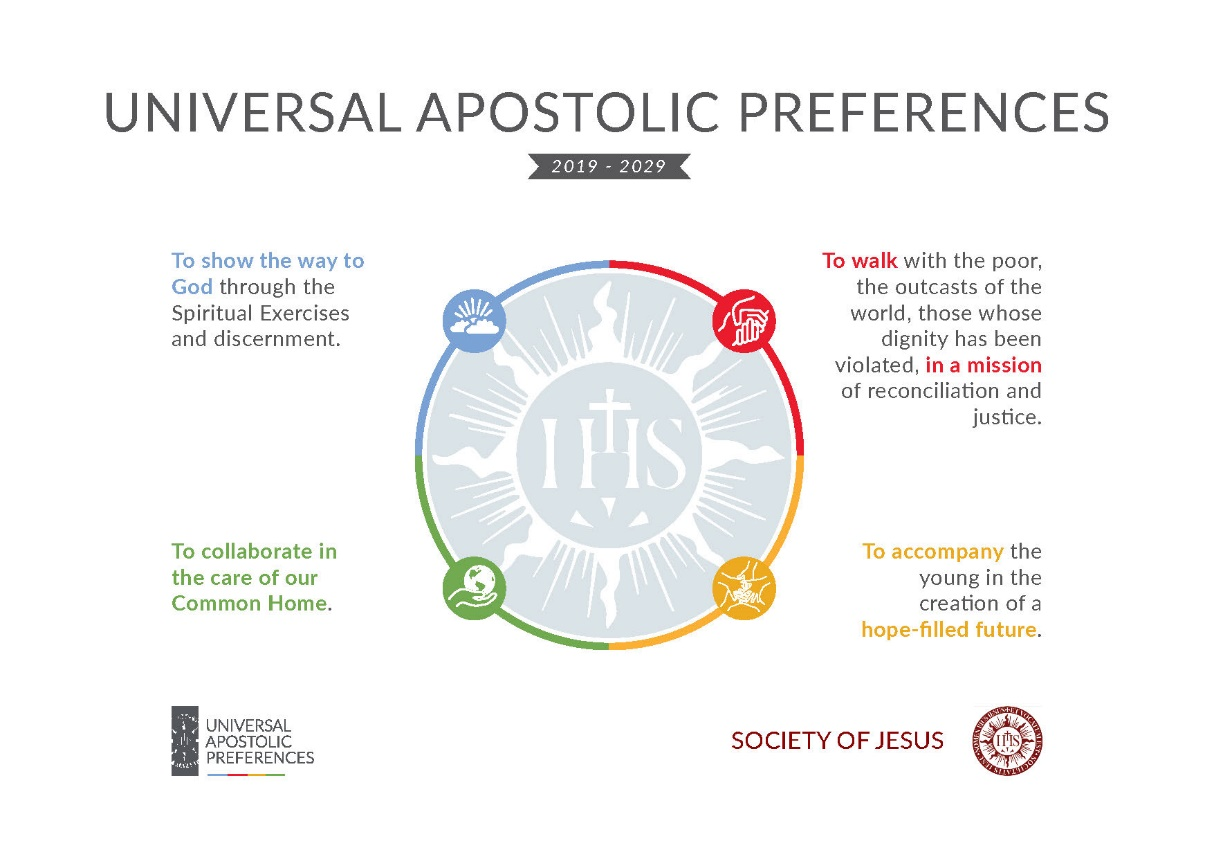 UNIVERSAL APOSTOLIC PREFERENCES
2019 - 2029
To show the way to
God through the
Spiritual Exercises
and discernment.
To walk with the poor,
the outcasts of the
world, those whose
dignity has been
violated, in a mission
of reconciliation and
justice.
IHS
To collaborate in
the care of our
Common Home.
To accompany the
young in the
creation of a
hope-filled future.
UNIVERSAL
APOSTOLIC
PREFERENCES
SOCIETY OF JESUS
IHS